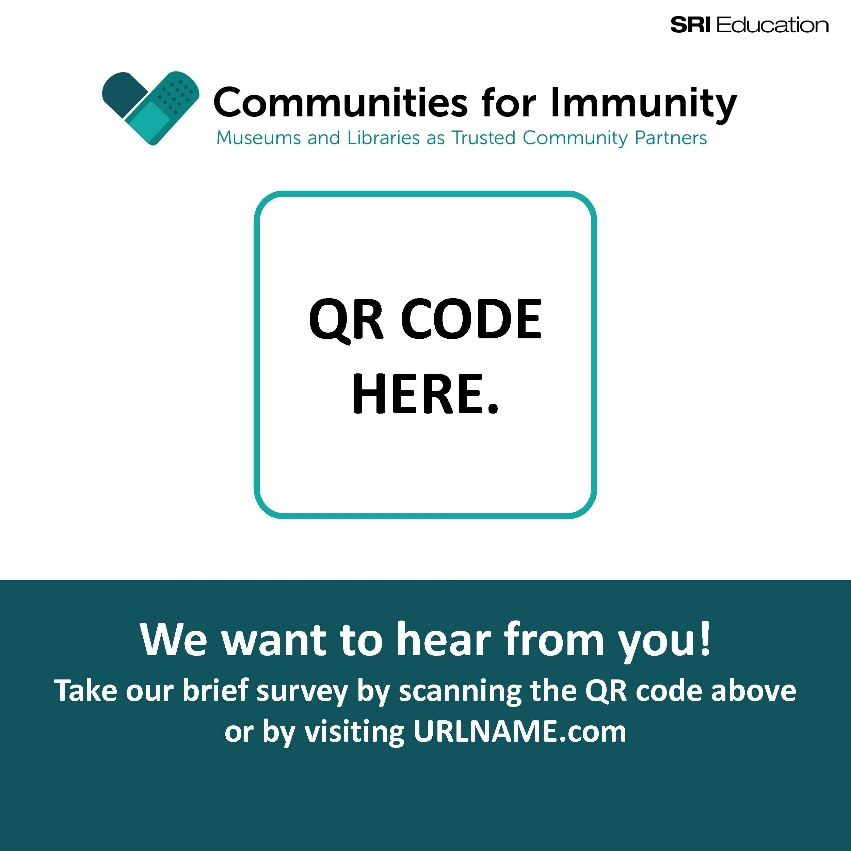 SRI Education
Communities for Immunity
Museums and Libraries as Trusted Community Partners
QR CODE
HERE.
We want to hear from you!
Take our brief survey by scanning the QR code above
or by visiting URLNAME.com